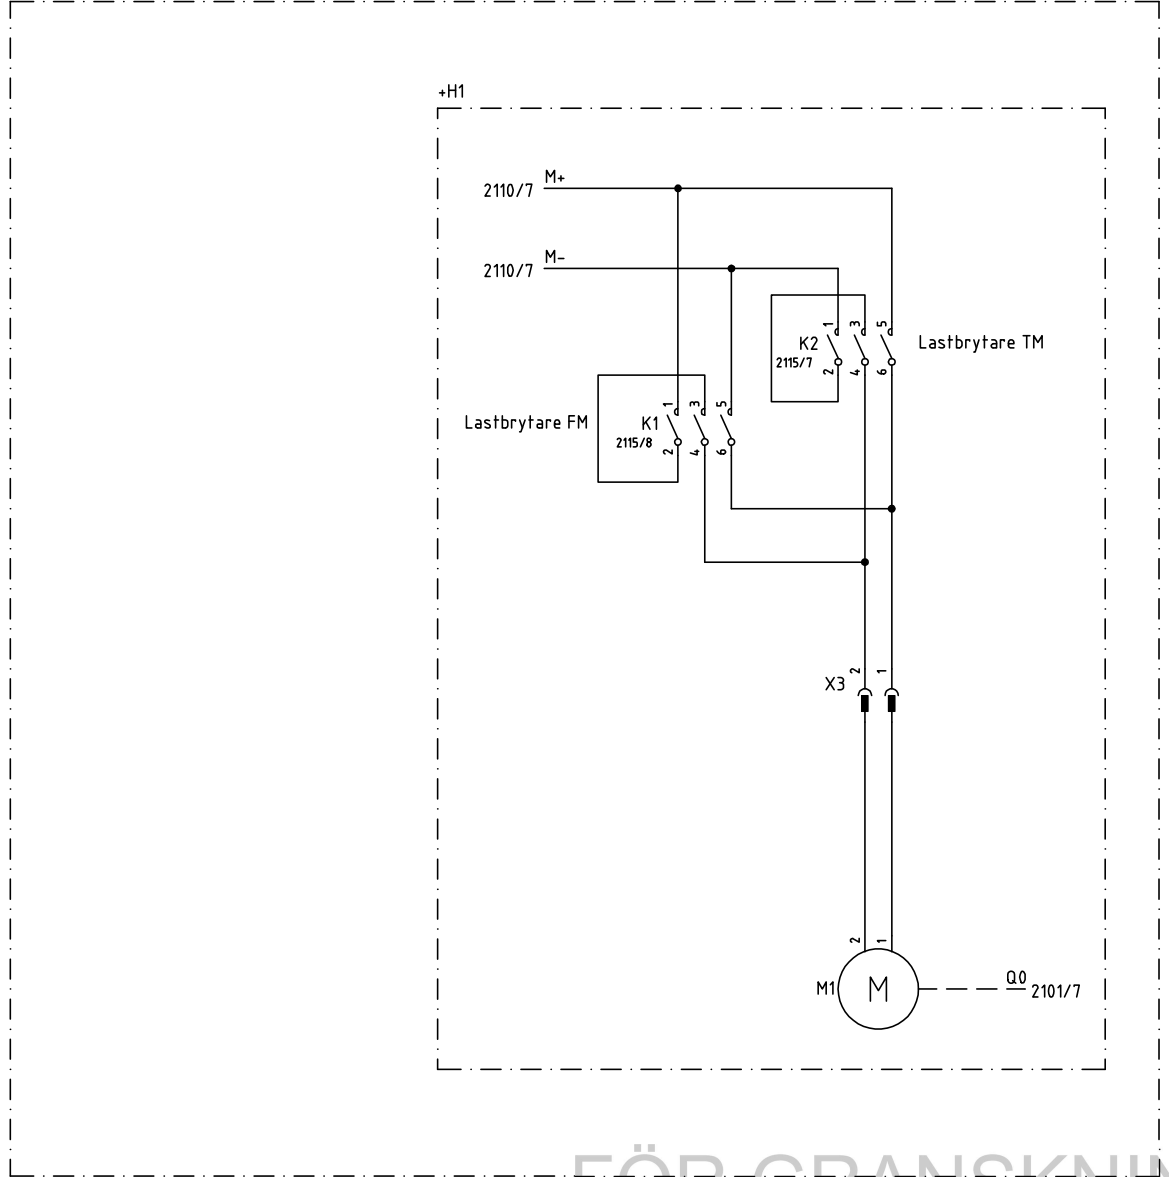 +H1
M+
2110/7
M-
2110/7
1 3 5
K2
Lastbrytare TM
2115/7
2 4 6
1 3 5
Lastbrytare FM
K1
2115/8
2 4 6
2 1
X3
2 1
M1
M
Q0
2101/7